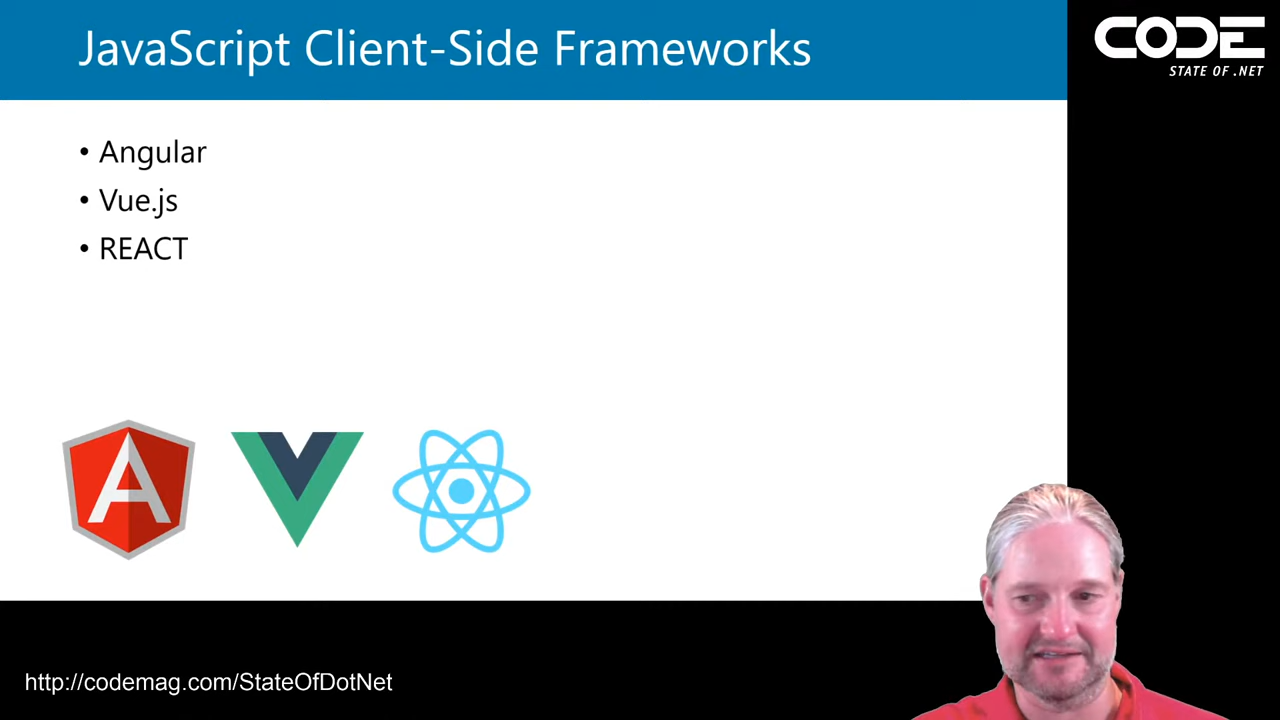 JavaScript Client-Side Frameworks
CODE
STATE OF .NET
• Angular
• Vue.js
• REACT
A
http://codemag.com/StateOfDotNet